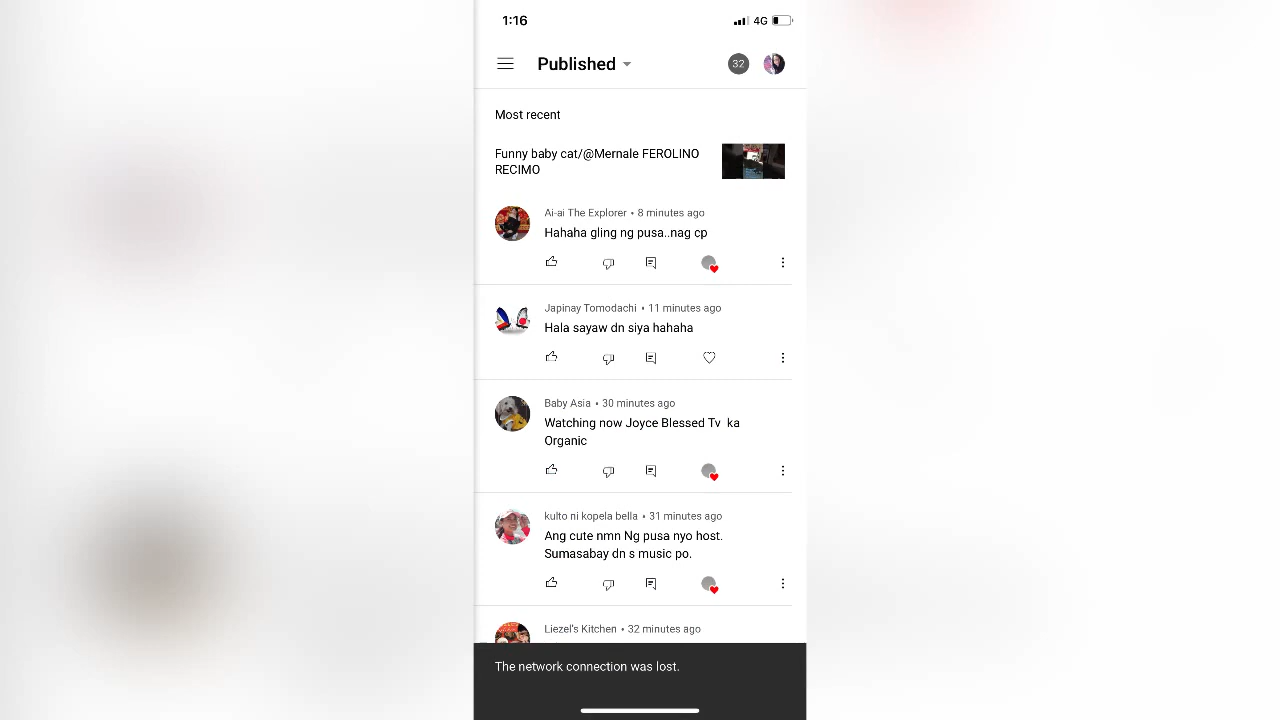 1:16
4G
Published
32
Most recent
Funny baby cat/@Mernale FEROLINO
RECIMO
Ai-ai The Explorer • 8 minutes ago
Hahaha gling ng pusa..nag cp
Japinay Tomodachi • 11 minutes ago
Hala sayaw dn siya hahaha
Baby Asia • 30 minutes ago
Watching now Joyce Blessed Tv  ka
Organic
kulto ni kopela bella • 31 minutes ago
Ang cute nmn Ng pusa nyo host.
Sumasabay dn s music po.
Liezel's Kitchen • 32 minutes ago
The network connection was lost.